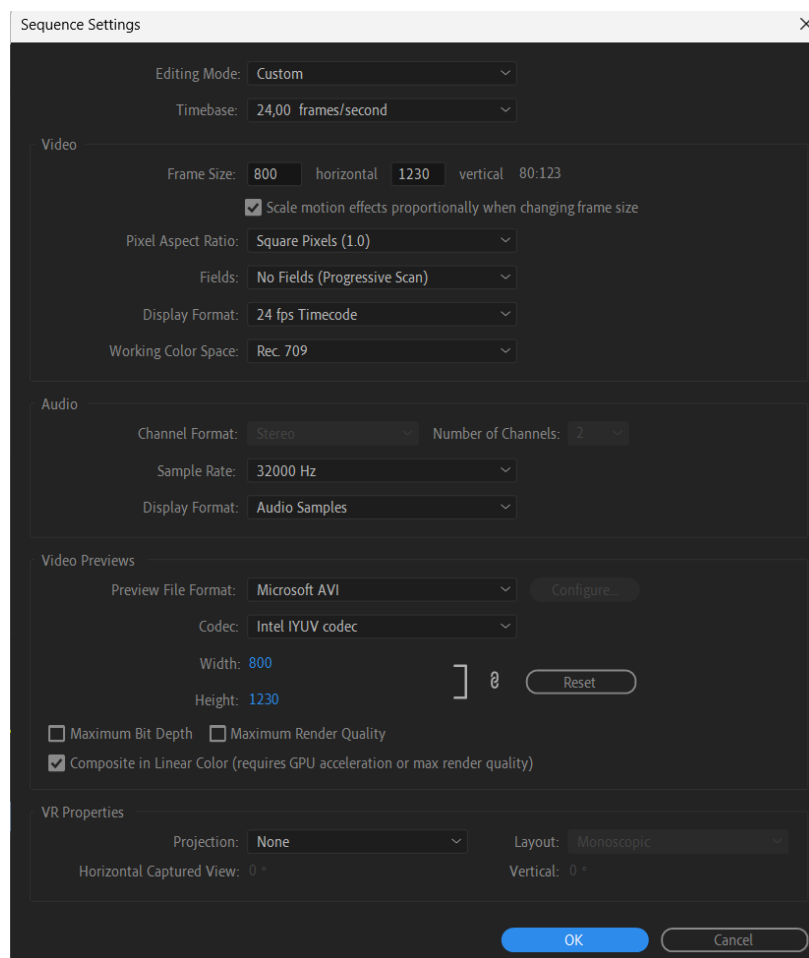 Sequence Settings
Editing Mode: Custom
Timebase: 24,00 frames/second
Video
Frame Size: 800 horizontal 1230 vertical 80:123
Scale motion effects proportionally when changing frame size
Pixel Aspect Ratio: Square Pixels (1.0)
Fields: No Fields (Progressive Scan)
Display Format: 24 fps Timecode
Working Color Space: Rec. 709
Audio
Channel Format: Stereo Number of Channels: 2
Sample Rate: 32000 Hz
Display Format: Audio Samples
Video Previews
Preview File Format: Microsoft AVI Configure...
Codec: Intel IYUV codec
Width: 800
Height: 1230
Reset
Maximum Bit Depth Maximum Render Quality
Composite in Linear Color (requires GPU acceleration or max render quality)
VR Properties
Projection: None Layout: Monoscopic
Horizontal Captured View: 0 ° Vertical: 0 °
OK Cancel